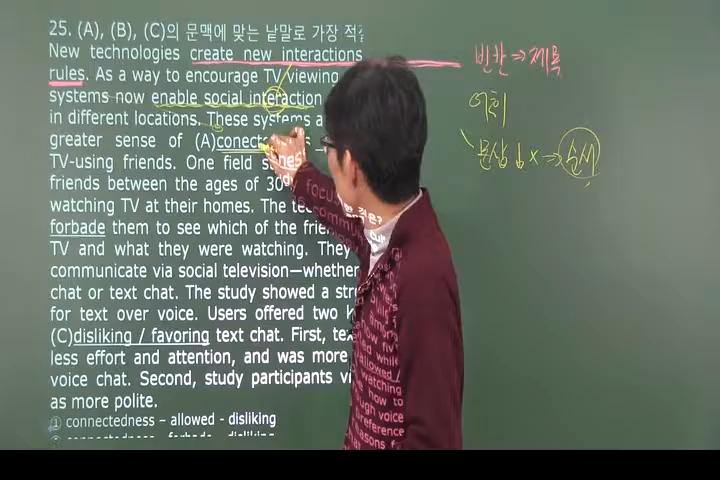 25. (A), (B), (C)의 문맥에 맞는 낱말로 가장 적절
New technologies create new interactions
rules. As a way to encourage TV viewing
systems now enable social interaction
in different locations. These systems a
greater sense of (A)conect
TV-using friends. One field
friends between the ages of 30
watching TV at their homes. The te
forbade them to see which of the frie
TV and what they were watching. They
communicate via social television—whether
chat or text chat. The study showed a str
for text over voice. Users offered two k
(C)disliking / favoring text chat. First, tex
less effort and attention, and was more
voice chat. Second, study participants vi
as more polite.
① connectedness – allowed - disliking
connectedness – forbade - disliking
빈칸 ⇒ 제목
어휘
문삽 ↓ x ⇒ 순서